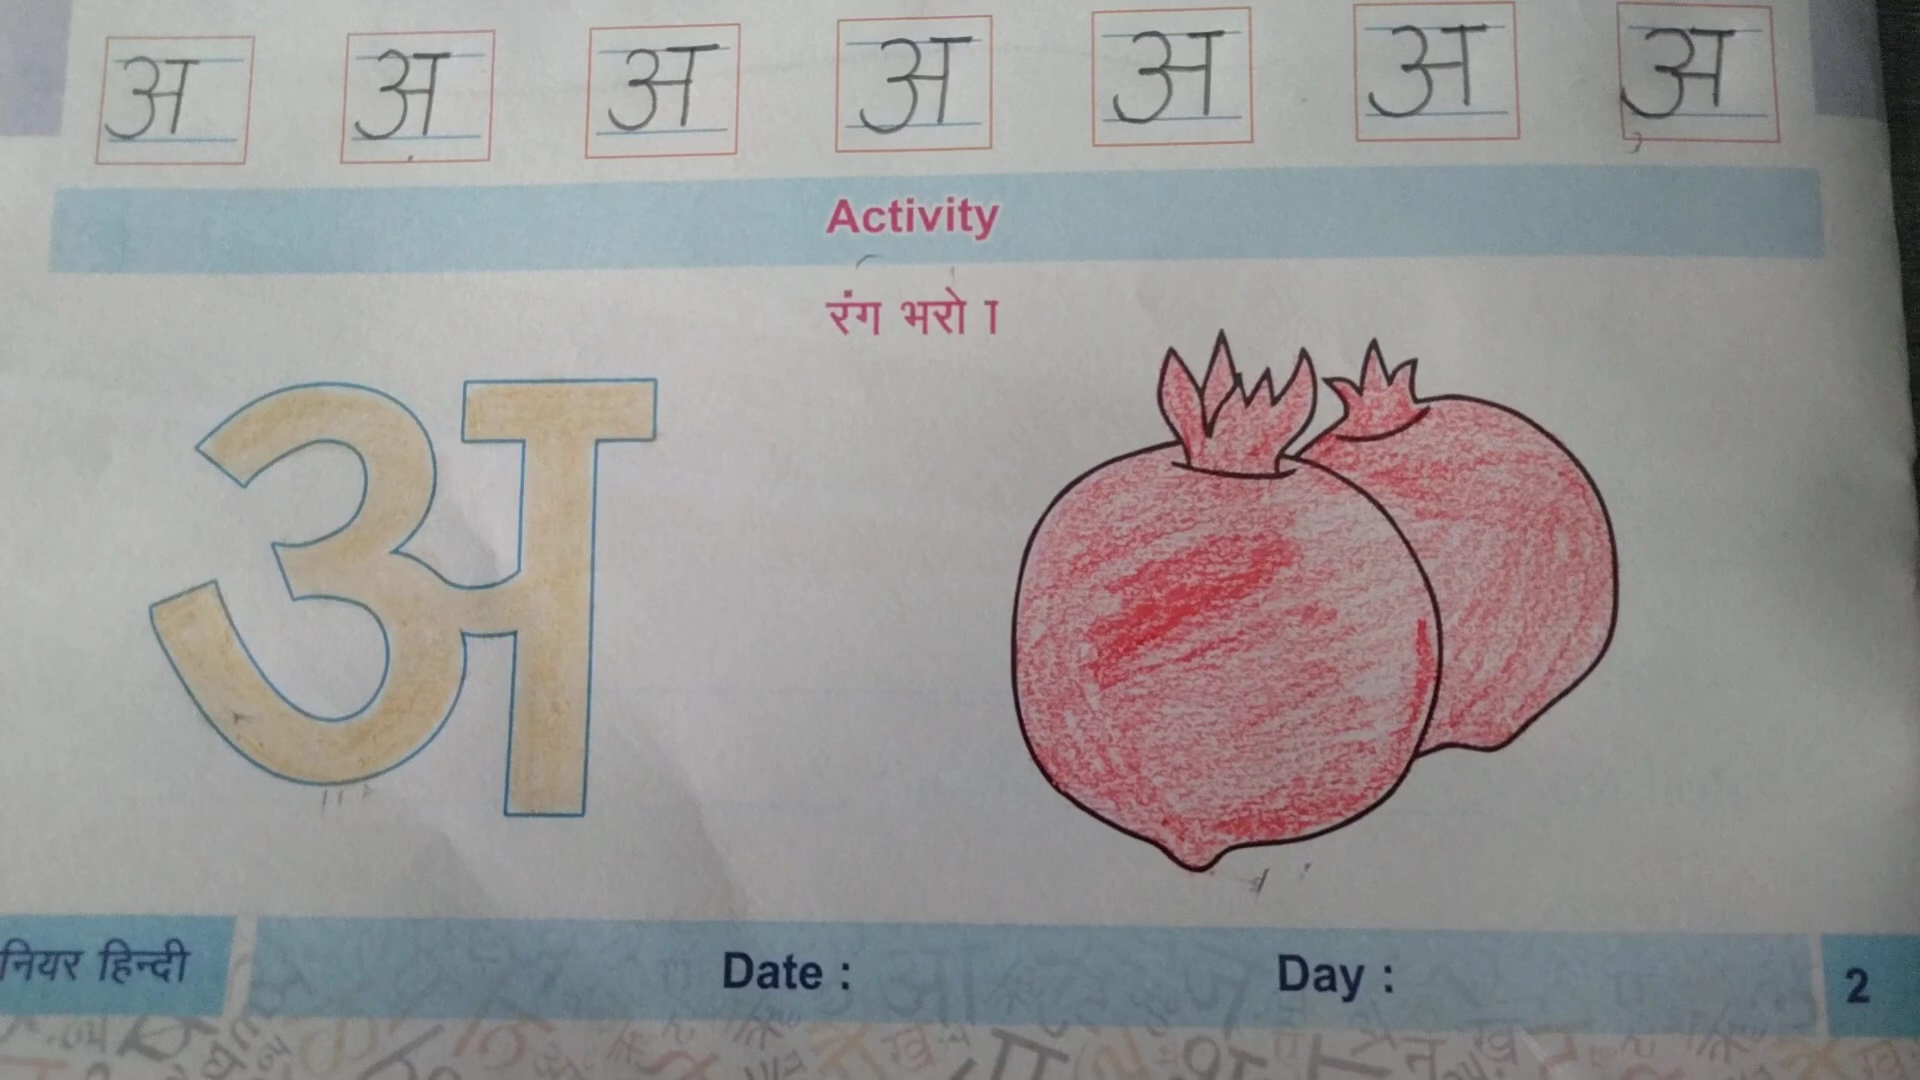 अ अ अ अ अ अ अ
Activity
रंग भरो।
अ
नियर हिन्दी Date : Day : 2